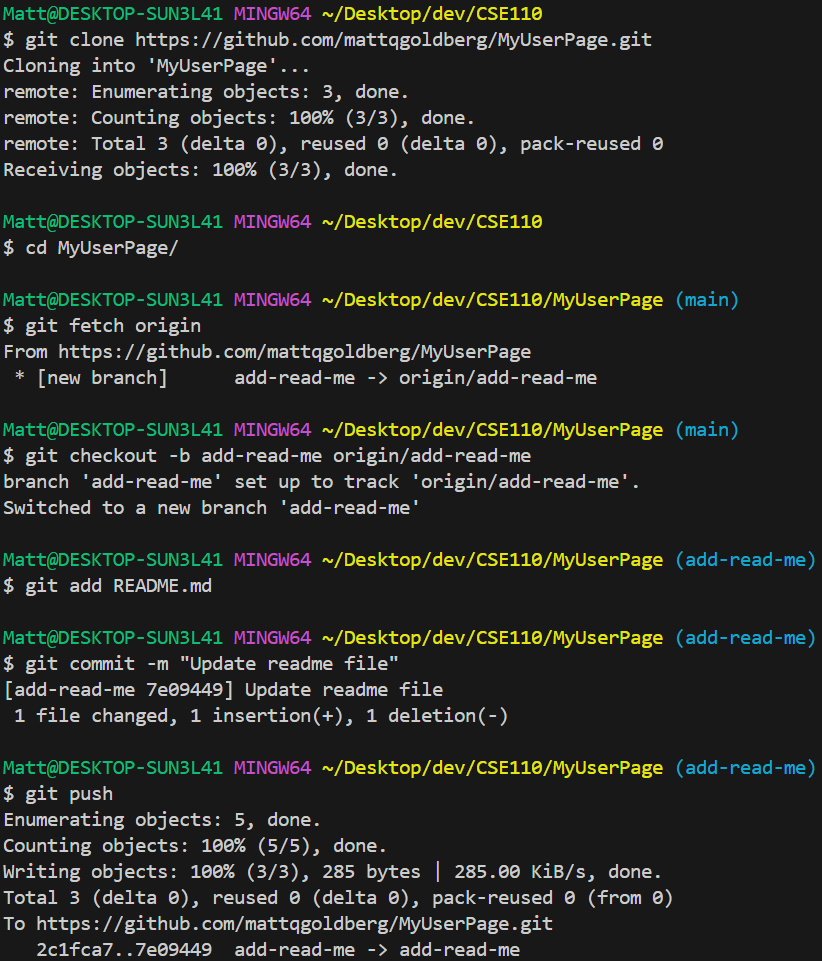 Matt@DESKTOP-SUN3L41 MINGW64 ~/Desktop/dev/CSE110
$ git clone https://github.com/mattqgoldberg/MyUserPage.git
Cloning into 'MyUserPage'...
remote: Enumerating objects: 3, done.
remote: Counting objects: 100% (3/3), done.
remote: Total 3 (delta 0), reused 0 (delta 0), pack-reused 0
Receiving objects: 100% (3/3), done.

Matt@DESKTOP-SUN3L41 MINGW64 ~/Desktop/dev/CSE110
$ cd MyUserPage/

Matt@DESKTOP-SUN3L41 MINGW64 ~/Desktop/dev/CSE110/MyUserPage (main)
$ git fetch origin
From https://github.com/mattqgoldberg/MyUserPage
 * [new branch]      add-read-me -> origin/add-read-me

Matt@DESKTOP-SUN3L41 MINGW64 ~/Desktop/dev/CSE110/MyUserPage (main)
$ git checkout -b add-read-me origin/add-read-me
branch 'add-read-me' set up to track 'origin/add-read-me'.
Switched to a new branch 'add-read-me'

Matt@DESKTOP-SUN3L41 MINGW64 ~/Desktop/dev/CSE110/MyUserPage (add-read-me)
$ git add README.md

Matt@DESKTOP-SUN3L41 MINGW64 ~/Desktop/dev/CSE110/MyUserPage (add-read-me)
$ git commit -m "Update readme file"
[add-read-me 7e09449] Update readme file
 1 file changed, 1 insertion(+), 1 deletion(-)

Matt@DESKTOP-SUN3L41 MINGW64 ~/Desktop/dev/CSE110/MyUserPage (add-read-me)
$ git push
Enumerating objects: 5, done.
Counting objects: 100% (5/5), done.
Writing objects: 100% (3/3), 285 bytes | 285.00 KiB/s, done.
Total 3 (delta 0), reused 0 (delta 0), pack-reused 0 (from 0)
To https://github.com/mattqgoldberg/MyUserPage.git
   2c1fca7..7e09449  add-read-me -> add-read-me